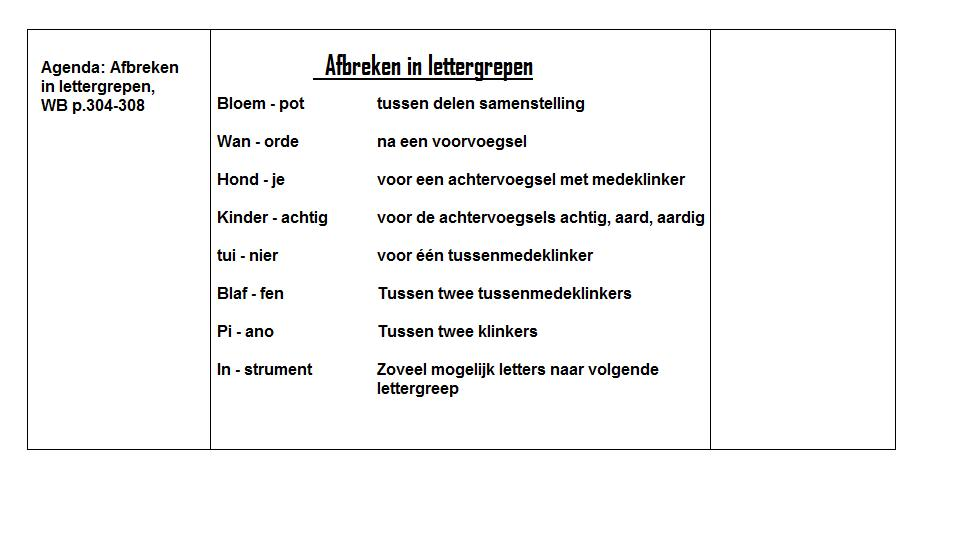 Agenda: Afbreken
in lettergrepen,
WB p.304-308
Afbreken in lettergrepen
Bloem - pot tussen delen samenstelling
Wan - orde na een voorvoegsel
Hond - je voor een achtervoegsel met medeklinker
Kinder - achtig voor de achtervoegsels achtig, aard, aardig
tui - nier voor één tussenmedeklinker
Blaf - fen Tussen twee tussenmedeklinkers
Pi - ano Tussen twee klinkers
In - strument Zoveel mogelijk letters naar volgende
lettergreep